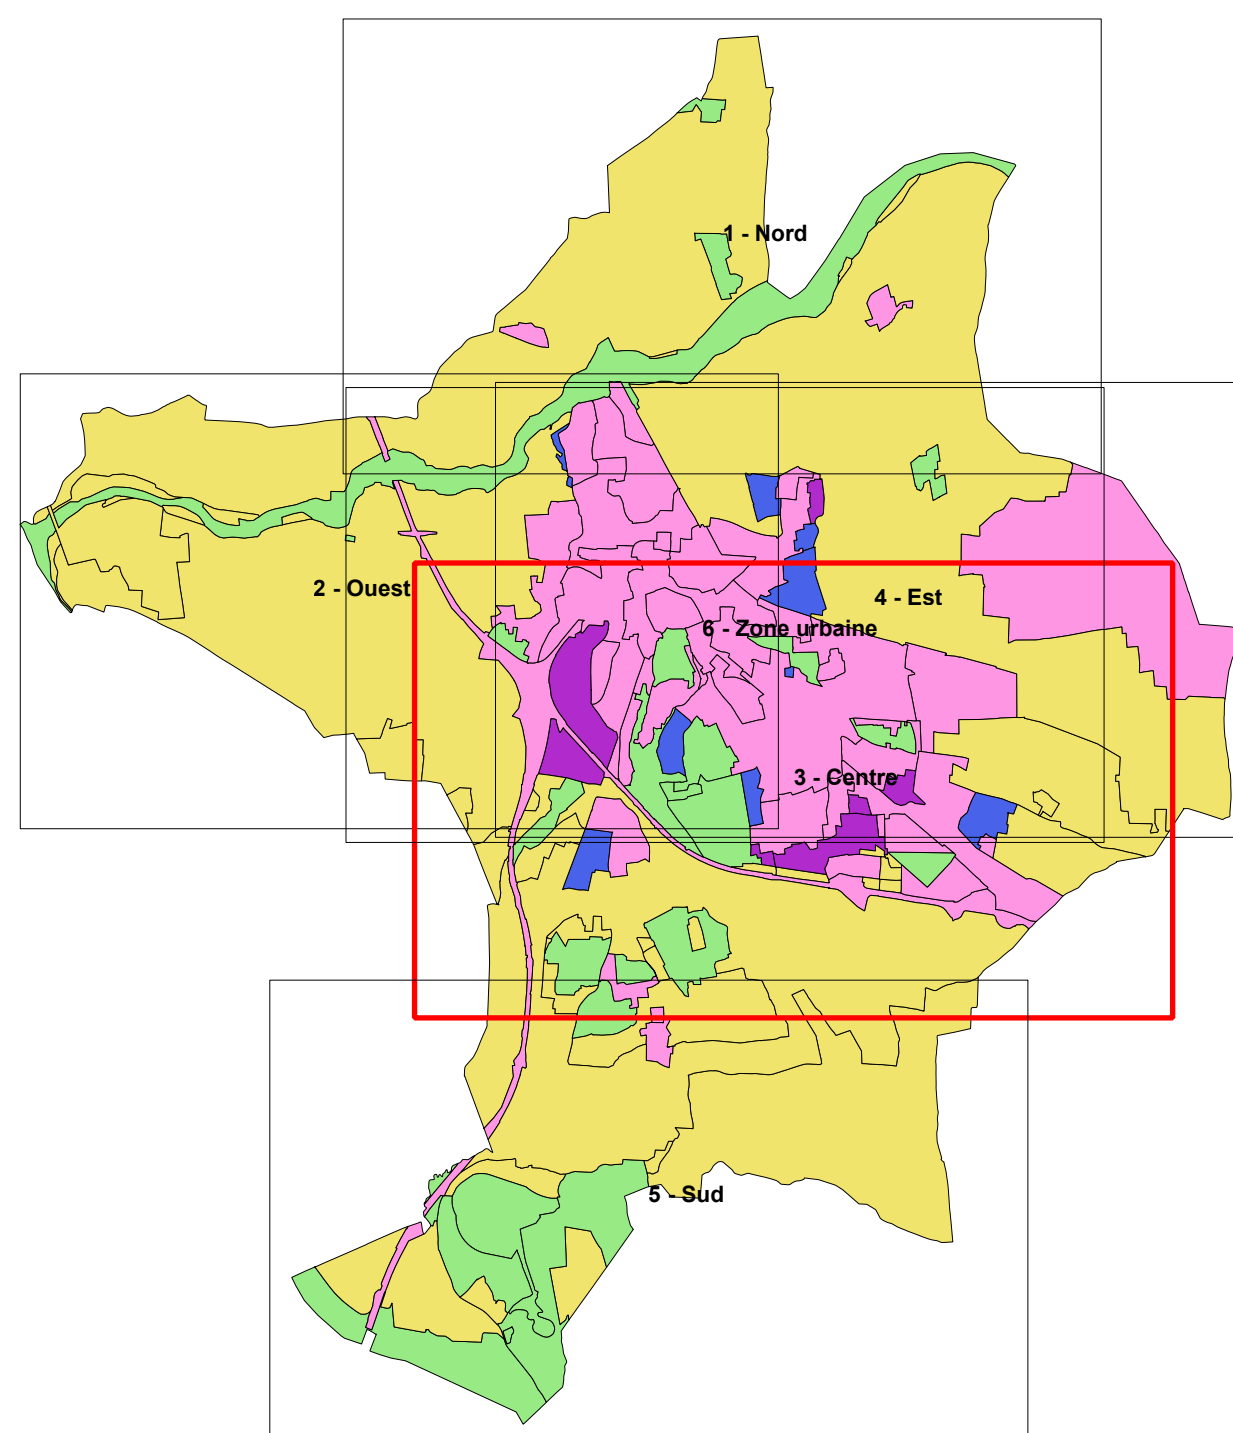 1 - Nord
2 - Ouest
4 - Est
6 - Zone urbaine
3 - Centre
5 - Sud